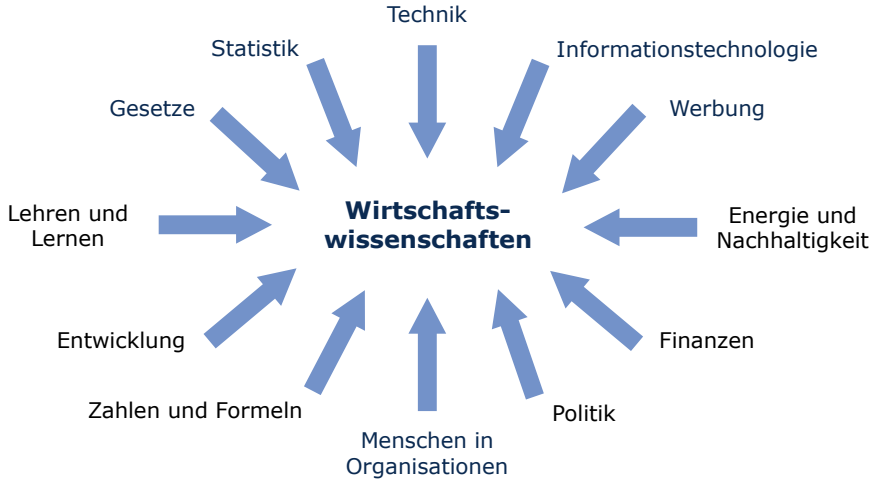 Technik
Statistik
Informationstechnologie
Gesetze
Werbung
Wirtschafts-
wissenschaften
Lehren und
Lernen
Energie und
Nachhaltigkeit
Entwicklung
Finanzen
Zahlen und Formeln
Politik
Menschen in
Organisationen